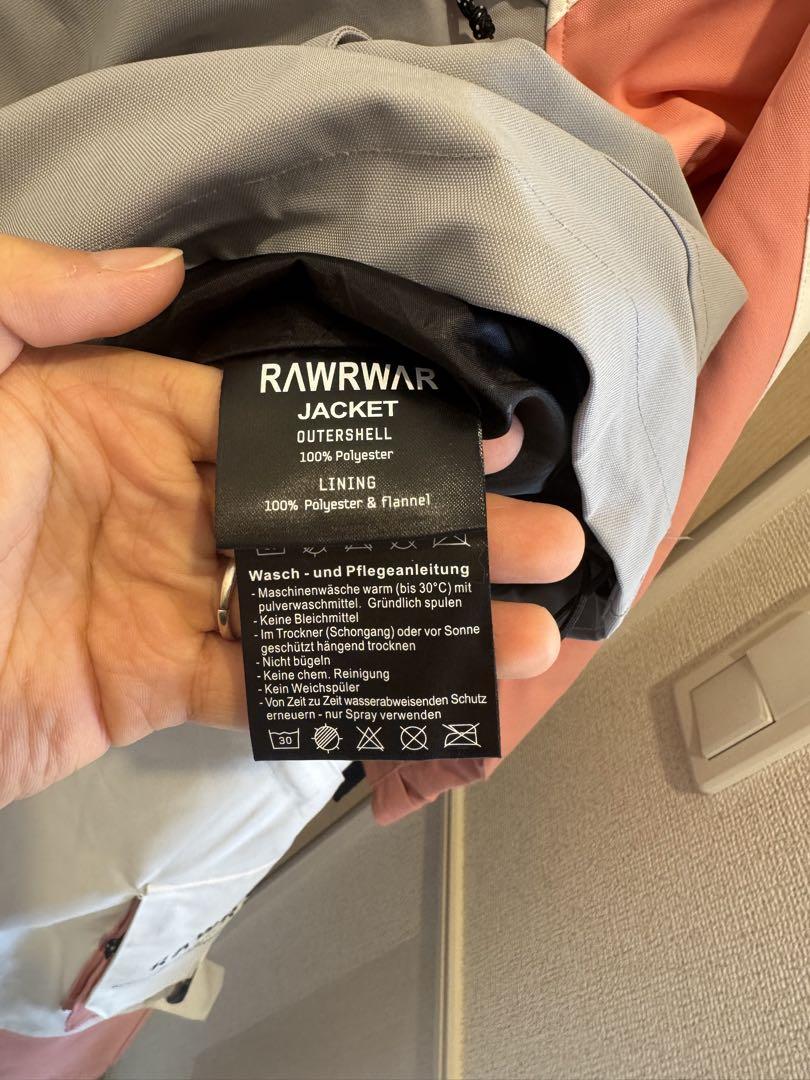 RAWRWAR
JACKET
OUTERSHELL
100% Polyester
LINING
100% Polyester & flannel
Wasch - und Pflegeanleitung
- Maschinenwäsche warm (bis 30°C) mit
pulverwaschmittel. Gründlich spulen
- Keine Bleichmittel
- Im Trockner (Schongang) oder vor Sonne
geschützt hängend trocknen
- Nicht bügeln
- Keine chem. Reinigung
- Kein Weichspüler
- Von Zeit zu Zeit wasserabweisenden Schutz
erneuern - nur Spray verwenden
30